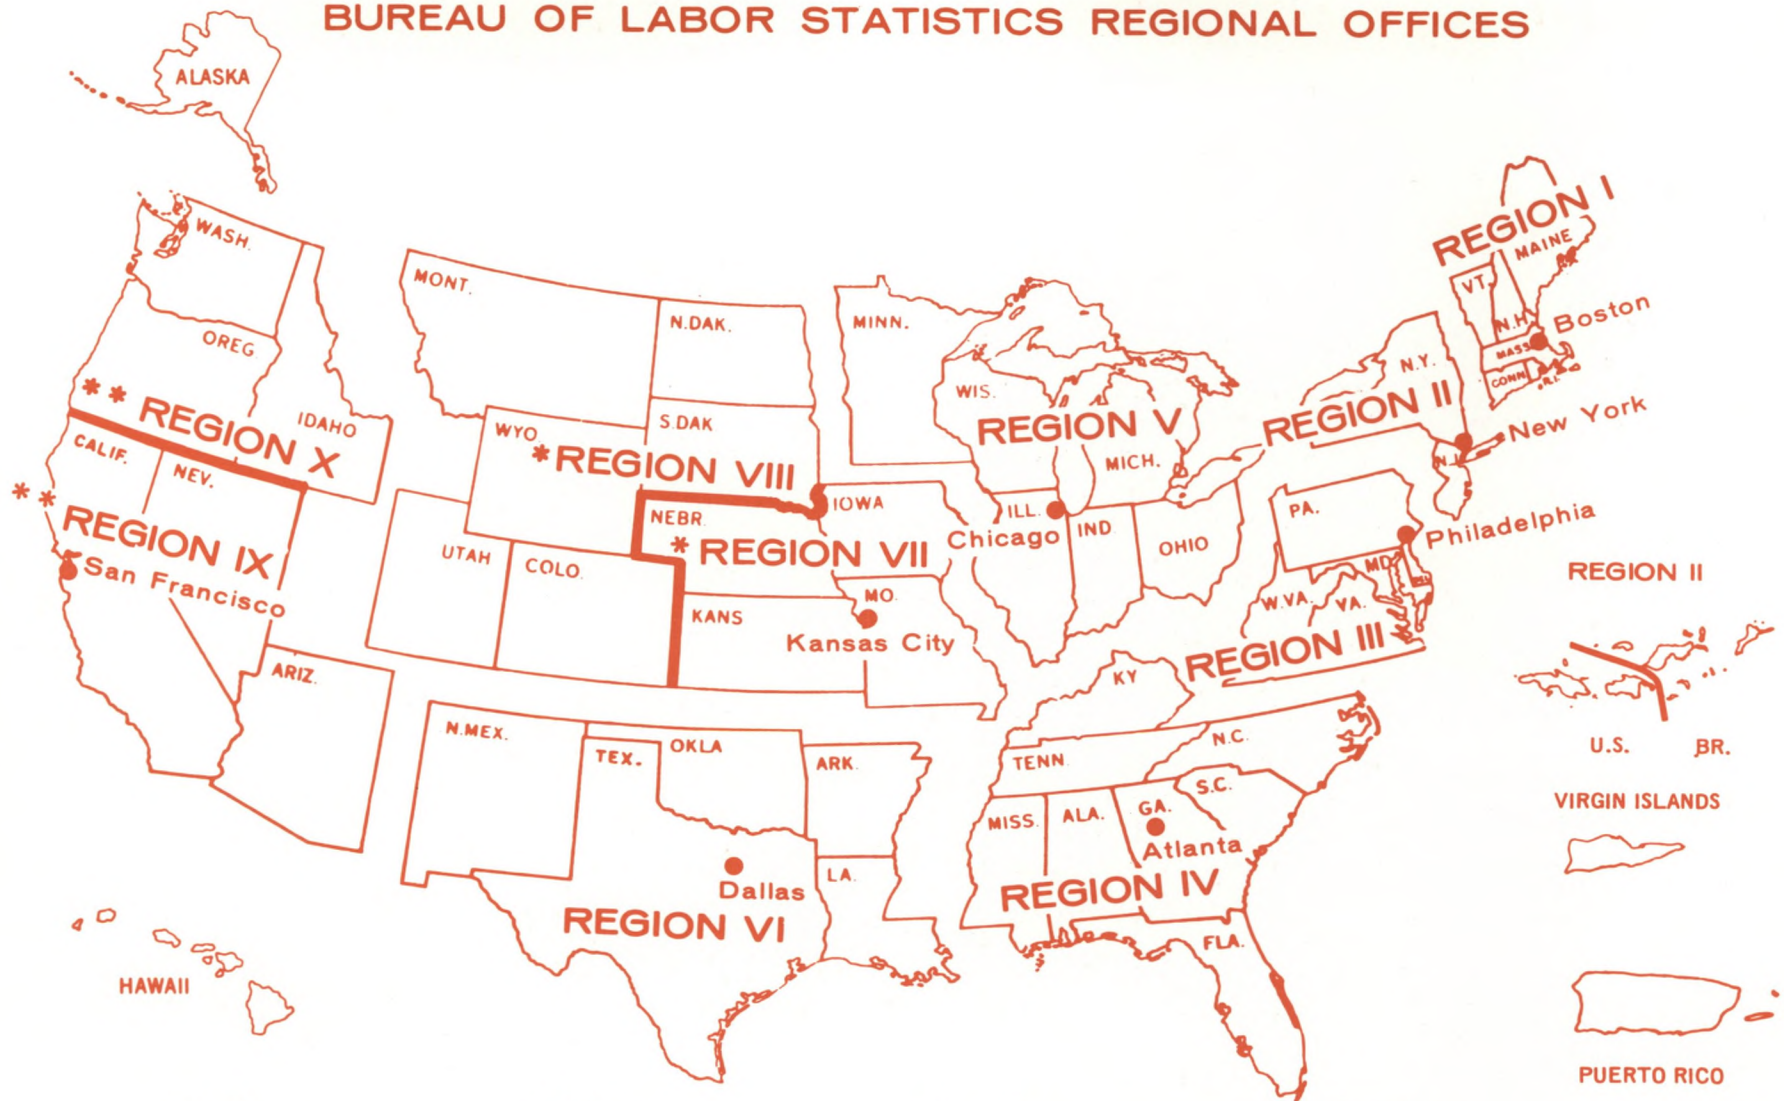 BUREAU OF LABOR STATISTICS REGIONAL OFFICES
ALASKA
WASH.
OREG.
IDAHO
** REGION X
CALIF.
NEV.
** REGION IX
San Francisco
ARIZ.
HAWAII
MONT.
N.DAK.
S.DAK
WYO.
*REGION VIII
UTAH
COLO.
NEBR.
IOWA
* REGION VII
KANS
MO.
Kansas City
N.MEX.
TEX.
OKLA
ARK.
LA.
Dallas
REGION VI
MINN.
WIS.
REGION V
MICH.
ILL.
Chicago
IND.
OHIO
KY
TENN.
N.C.
S.C.
MISS.
ALA.
GA.
Atlanta
REGION IV
FLA.
REGION I
MAINE
VT.
N.H.
Boston
MASS
CONN
R.I.
N.Y.
REGION II
New York
N.J.
PA.
Philadelphia
MD.
W.VA.
VA.
REGION III
REGION II
U.S.
BR.
VIRGIN ISLANDS
PUERTO RICO